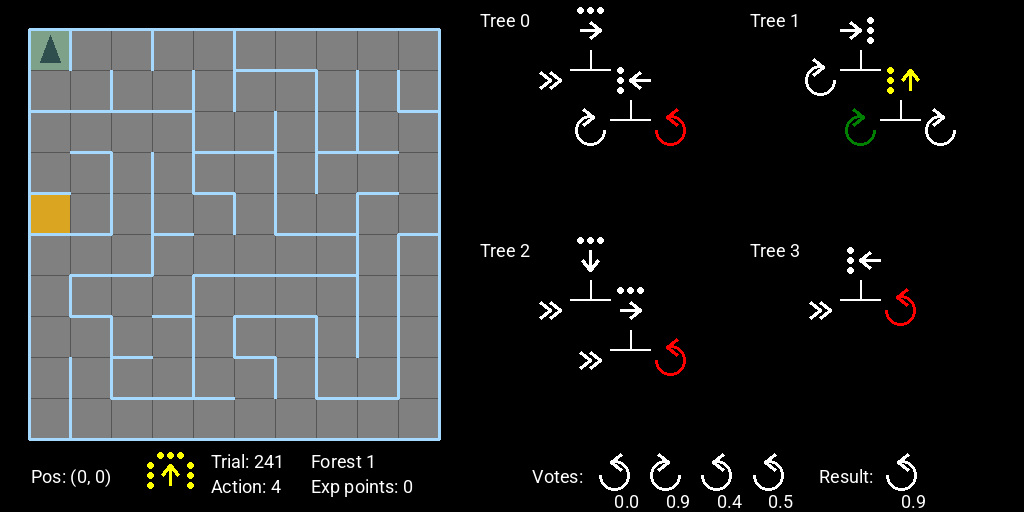 Tree 0
Tree 1
Tree 2
Tree 3
Pos: (0, 0)
Trial: 241
Forest 1
Action: 4
Exp points: 0
Votes:
0.0
0.9
0.4
0.5
Result:
0.9